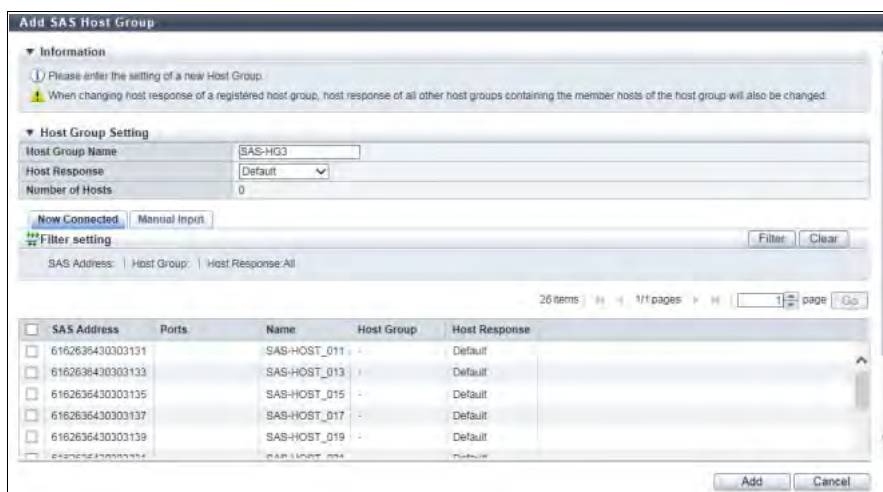 Add SAS Host Group
Information
Please enter the setting of a new Host Group.
When changing host response of a registered host group, host response of all other host groups containing the member hosts of the host group will also be changed.
Host Group Setting
Host Group Name SAS-HG3
Host Response Default
Number of Hosts 0
Now Connected Manual Input
Filter setting Filter Clear
SAS Address: | Host Group: | Host Response:All
26 items 1/1 pages 1 page Go
SAS Address Ports Name Host Group Host Response
6162636430303131 SAS-HOST_011 - Default
6162636430303133 SAS-HOST_013 - Default
6162636430303135 SAS-HOST_015 - Default
6162636430303137 SAS-HOST_017 - Default
6162636430303139 SAS-HOST_019 - Default
Add Cancel